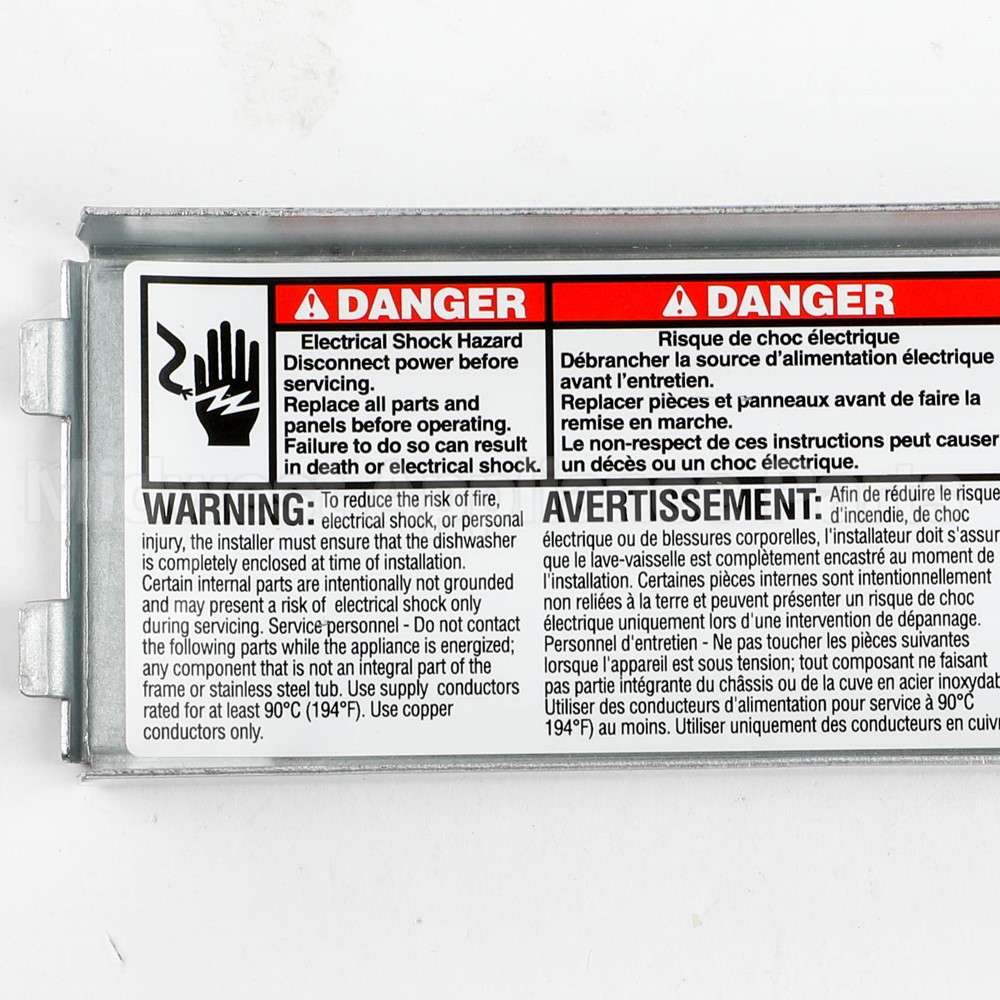 DANGER
Electrical Shock Hazard
Disconnect power before
servicing.
Replace all parts and
panels before operating.
Failure to do so can result
in death or electrical shock.
DANGER
Risque de choc électrique
Débrancher la source d'alimentation électrique
avant l'entretien.
Replacer pièces et panneaux avant de faire la
remise en marche.
Le non-respect de ces instructions peut causer
un décès ou un choc électrique.
WARNING: To reduce the risk of fire,
electrical shock, or personal
injury, the installer must ensure that the dishwasher
is completely enclosed at time of installation.
Certain internal parts are intentionally not grounded
and may present a risk of electrical shock only
during servicing. Service personnel - Do not contact
the following parts while the appliance is energized;
any component that is not an integral part of the
frame or stainless steel tub. Use supply conductors
rated for at least 90°C (194°F). Use copper
conductors only.
AVERTISSEMENT: Afin de réduire le risque
d'incendie, de choc
électrique ou de blessures corporelles, l'installateur doit s'assur
que le lave-vaisselle est complètement encastré au moment de
l'installation. Certaines pièces internes sont intentionnellement
non reliées à la terre et peuvent présenter un risque de choc
électrique uniquement lors d'une intervention de dépannage.
Personnel d'entretien - Ne pas toucher les pièces suivantes
lorsque l'appareil est sous tension; tout composant ne faisant
pas partie intégrante du châssis ou de la cuve en acier inoxydab
Utiliser des conducteurs d'alimentation pour service à 90°C
194°F) au moins. Utiliser uniquement des conducteurs en cuiv